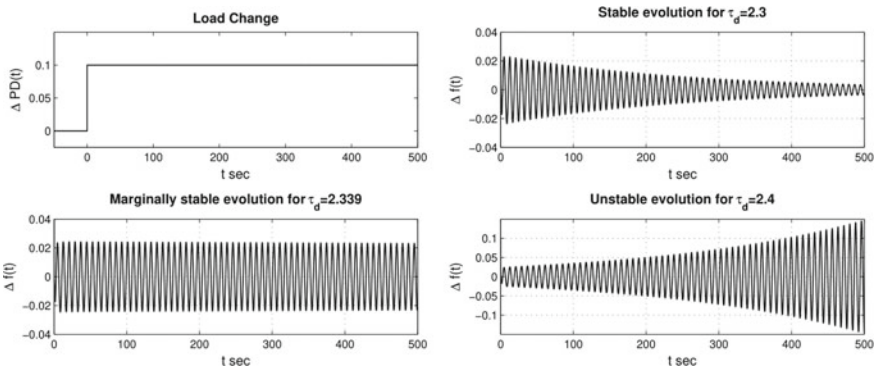 Load Change
Δ PD(t)
0.1
0.05
0
0 100 200 300 400 500
t sec
Stable evolution for τd=2.3
Δ f(t)
0.04
0.02
0
−0.02
−0.04
0 100 200 300 400 500
t sec
Marginally stable evolution for τd=2.339
Δ f(t)
0.04
0.02
0
−0.02
−0.04
0 100 200 300 400 500
t sec
Unstable evolution for τd=2.4
Δ f(t)
0.1
0.05
0
−0.05
−0.1
0 100 200 300 400 500
t sec